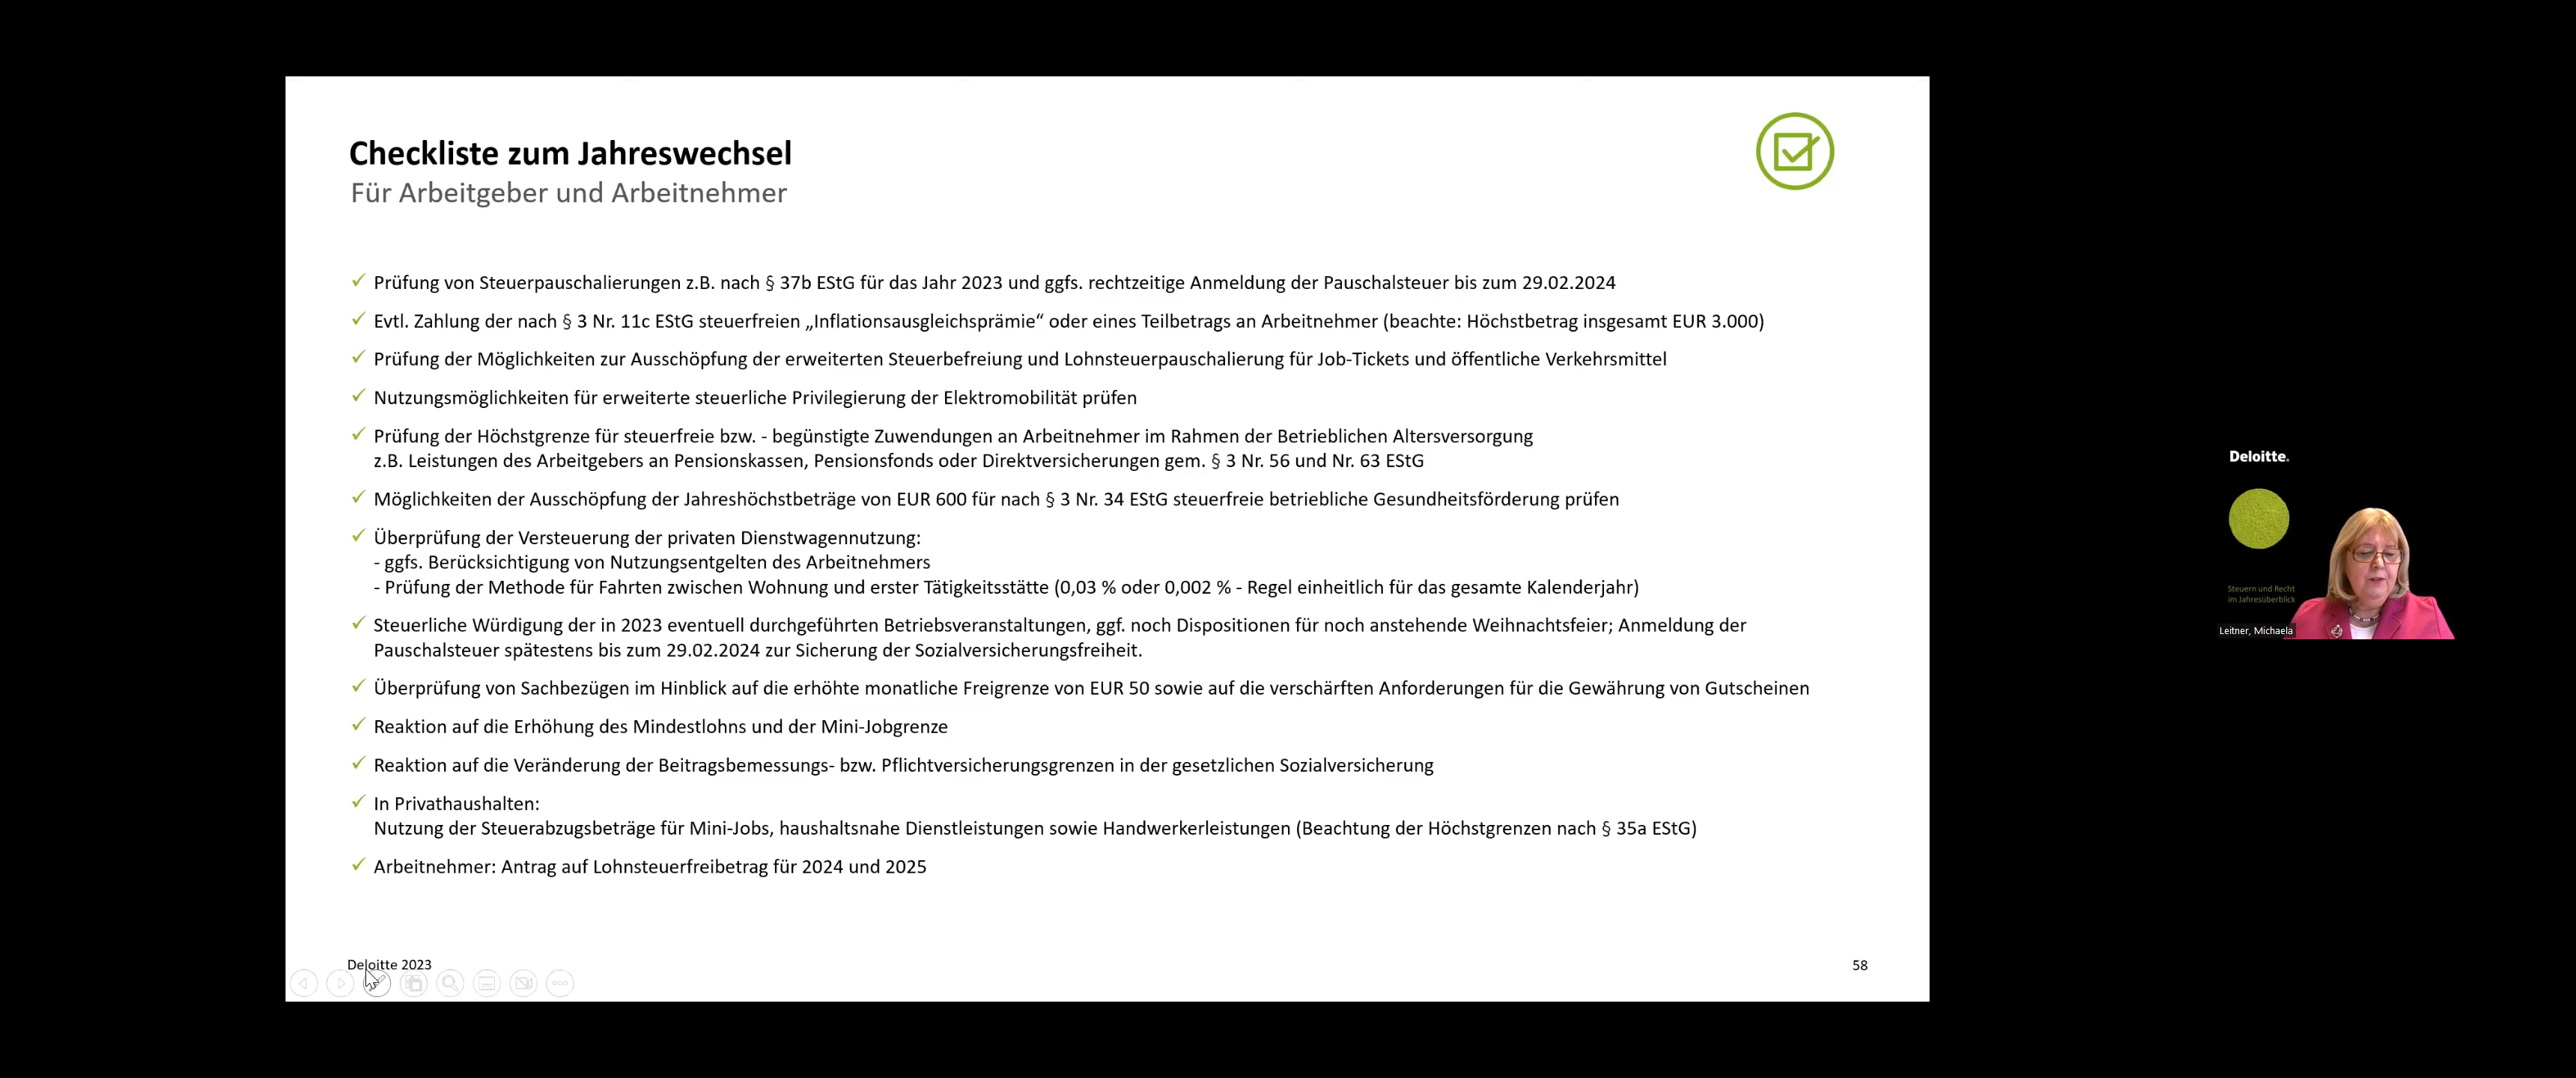 Checkliste zum Jahreswechsel
Für Arbeitgeber und Arbeitnehmer
Prüfung von Steuerpauschalierungen z.B. nach § 37b EStG für das Jahr 2023 und ggfs. rechtzeitige Anmeldung der Pauschalsteuer bis zum 29.02.2024
Evtl. Zahlung der nach § 3 Nr. 11c EStG steuerfreien „Inflationsausgleichsprämie“ oder eines Teilbetrags an Arbeitnehmer (beachte: Höchstbetrag insgesamt EUR 3.000)
Prüfung der Möglichkeiten zur Ausschöpfung der erweiterten Steuerbefreiung und Lohnsteuerpauschalierung für Job-Tickets und öffentliche Verkehrsmittel
Nutzungsmöglichkeiten für erweiterte steuerliche Privilegierung der Elektromobilität prüfen
Prüfung der Höchstgrenze für steuerfreie bzw. - begünstigte Zuwendungen an Arbeitnehmer im Rahmen der Betrieblichen Altersversorgung
z.B. Leistungen des Arbeitgebers an Pensionskassen, Pensionsfonds oder Direktversicherungen gem. § 3 Nr. 56 und Nr. 63 EStG
Möglichkeiten der Ausschöpfung der Jahreshöchstbeträge von EUR 600 für nach § 3 Nr. 34 EStG steuerfreie betriebliche Gesundheitsförderung prüfen
Überprüfung der Versteuerung der privaten Dienstwagennutzung:
- ggfs. Berücksichtigung von Nutzungsentgelten des Arbeitnehmers
- Prüfung der Methode für Fahrten zwischen Wohnung und erster Tätigkeitsstätte (0,03 % oder 0,002 % - Regel einheitlich für das gesamte Kalenderjahr)
Steuerliche Würdigung der in 2023 eventuell durchgeführten Betriebsveranstaltungen, ggf. noch Dispositionen für noch anstehende Weihnachtsfeier; Anmeldung der
Pauschalsteuer spätestens bis zum 29.02.2024 zur Sicherung der Sozialversicherungsfreiheit.
Überprüfung von Sachbezügen im Hinblick auf die erhöhte monatliche Freigrenze von EUR 50 sowie auf die verschärften Anforderungen für die Gewährung von Gutscheinen
Reaktion auf die Erhöhung des Mindestlohns und der Mini-Jobgrenze
Reaktion auf die Veränderung der Beitragsbemessungs- bzw. Pflichtversicherungsgrenzen in der gesetzlichen Sozialversicherung
In Privathaushalten:
Nutzung der Steuerabzugsbeträge für Mini-Jobs, haushaltsnahe Dienstleistungen sowie Handwerkerleistungen (Beachtung der Höchstgrenzen nach § 35a EStG)
Arbeitnehmer: Antrag auf Lohnsteuerfreibetrag für 2024 und 2025
Deloitte 2023
58
Deloitte.
Steuern und Recht
im Jahresüberblick
Leitner, Michaela